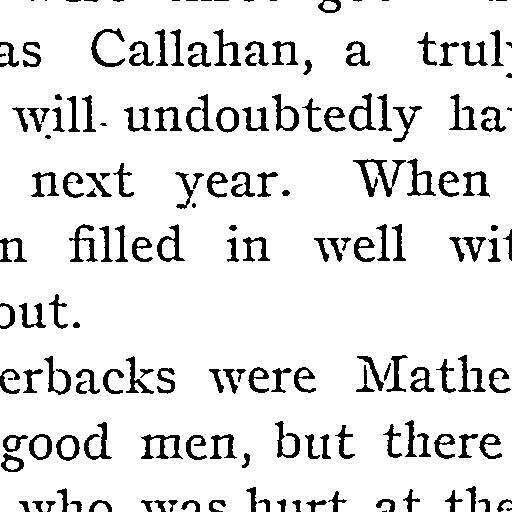 as Callahan, a truly
will undoubtedly ha
next year. When
n filled in well wit
out.
erbacks were Mathe
good men, but there
who was hurt at the